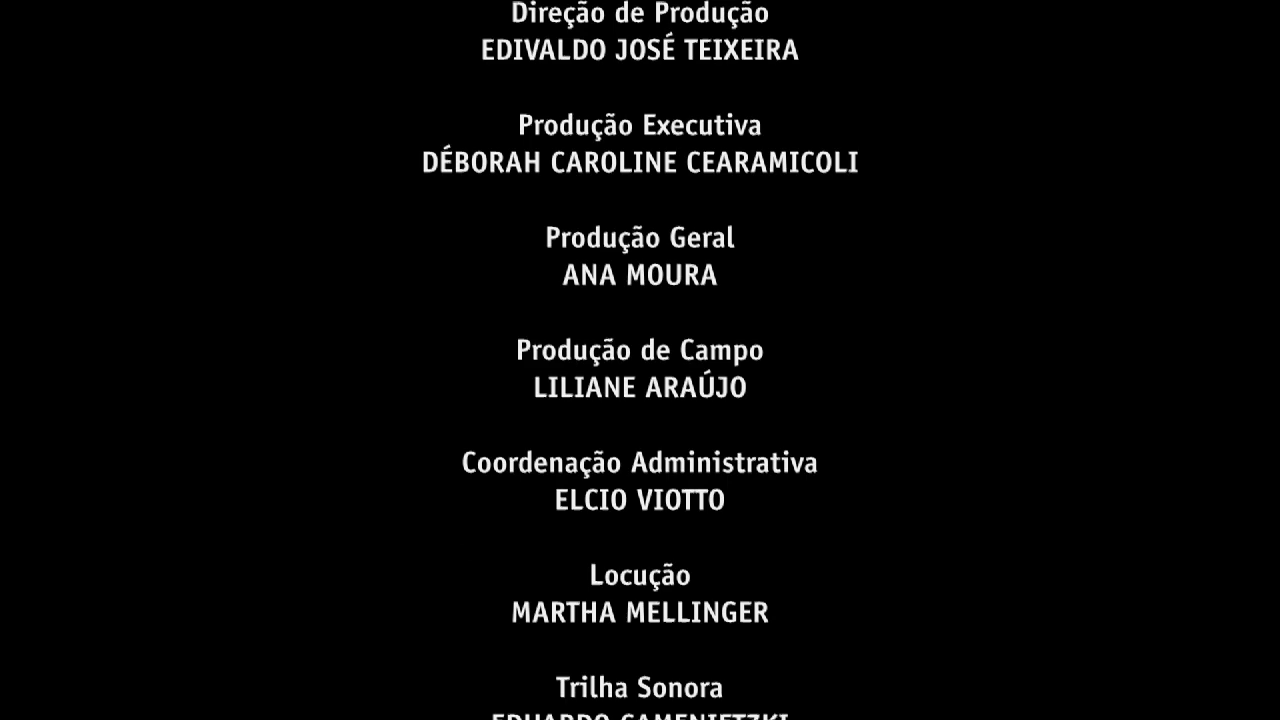 Direção de Produção
EDIVALDO JOSÉ TEIXEIRA
Produção Executiva
DÉBORAH CAROLINE CEARAMICOLI
Produção Geral
ANA MOURA
Produção de Campo
LILIANE ARAÚJO
Coordenação Administrativa
ELCIO VIOTTO
Locução
MARTHA MELLINGER
Trilha Sonora
EDUARDO